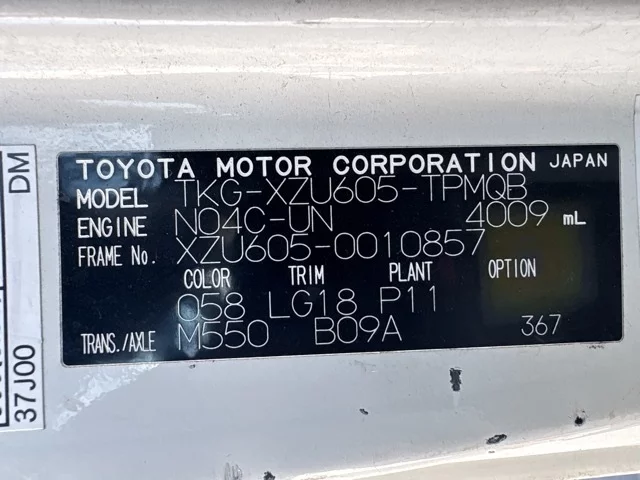 TOYOTA MOTOR CORPORATION JAPAN
MODEL TKG-XZU605-TPMQB
ENGINE N04C-UN 4009 mL
FRAME No. XZU605-0010857
COLOR TRIM PLANT OPTION
058 LG18 P11
TRANS./AXLE M550 B09A 367
DM
37J00